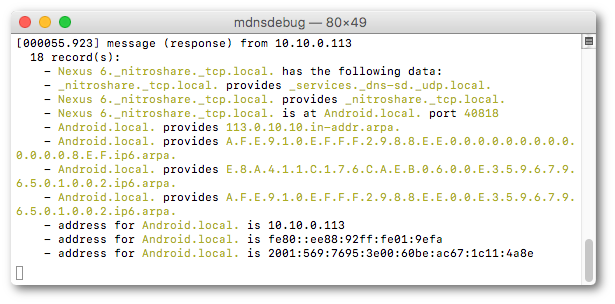 mdnsdebug — 80×49
[000055.923] message (response) from 10.10.0.113
18 record(s):
- Nexus 6._nitroshare._tcp.local. has the following data:
- _nitroshare._tcp.local. provides _services._dns-sd._udp.local.
- Nexus 6._nitroshare._tcp.local. provides _nitroshare._tcp.local.
- Nexus 6._nitroshare._tcp.local. is at Android.local. port 40818
- Android.local. provides 113.0.10.10.in-addr.arpa.
- Android.local. provides A.F.E.9.1.0.E.F.F.F.2.9.8.8.E.E.0.0.0.0.0.0.0.0.0.
0.0.0.0.0.8.E.F.ip6.arpa.
- Android.local. provides E.8.A.4.1.1.C.1.7.6.C.A.E.B.0.6.0.0.E.3.5.9.6.7.9.
6.5.0.1.0.0.2.ip6.arpa.
- Android.local. provides A.F.E.9.1.0.E.F.F.F.2.9.8.8.E.E.0.0.E.3.5.9.6.7.9.
6.5.0.1.0.0.2.ip6.arpa.
- address for Android.local. is 10.10.0.113
- address for Android.local. is fe80::ee88:92ff:fe01:9efa
- address for Android.local. is 2001:569:7695:3e00:60be:ac67:1c11:4a8e